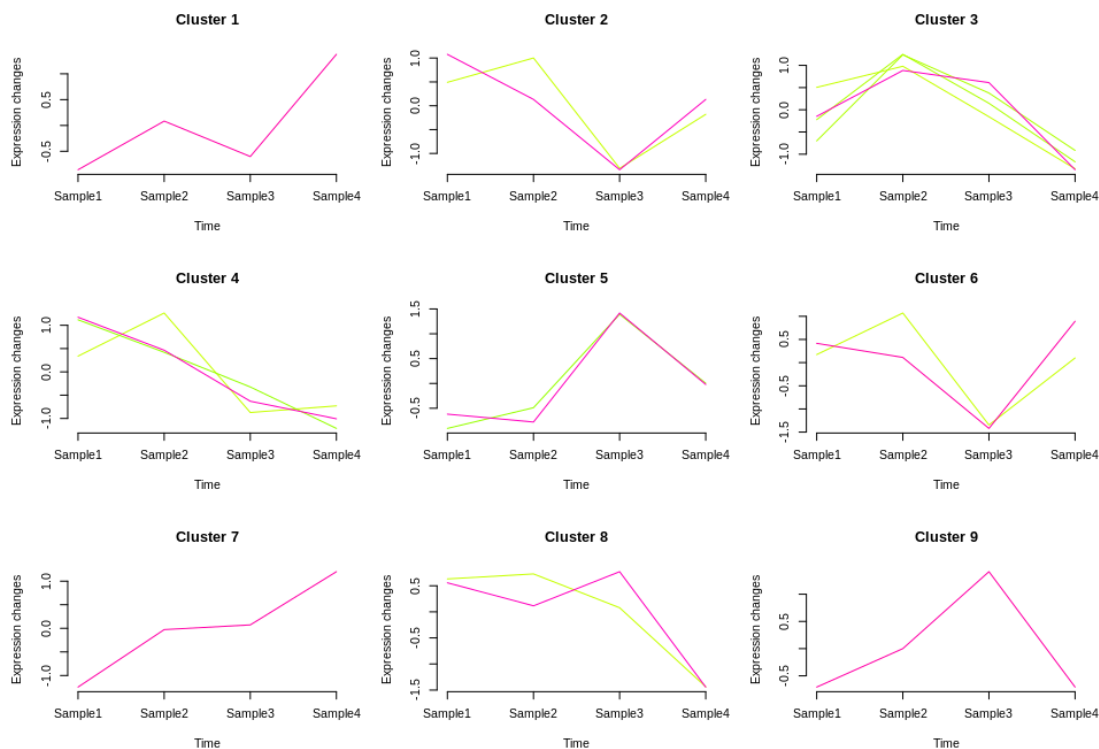 Cluster 1
Expression changes
0.5
-0.5
Sample1 Sample2 Sample3 Sample4
Time
Cluster 2
Expression changes
1.0
0.0
-1.0
Sample1 Sample2 Sample3 Sample4
Time
Cluster 3
Expression changes
1.0
0.0
-1.0
Sample1 Sample2 Sample3 Sample4
Time
Cluster 4
Expression changes
1.0
0.0
-1.0
Sample1 Sample2 Sample3 Sample4
Time
Cluster 5
Expression changes
1.5
0.5
-0.5
Sample1 Sample2 Sample3 Sample4
Time
Cluster 6
Expression changes
0.5
-0.5
-1.5
Sample1 Sample2 Sample3 Sample4
Time
Cluster 7
Expression changes
1.0
0.0
-1.0
Sample1 Sample2 Sample3 Sample4
Time
Cluster 8
Expression changes
0.5
-0.5
-1.5
Sample1 Sample2 Sample3 Sample4
Time
Cluster 9
Expression changes
0.5
-0.5
Sample1 Sample2 Sample3 Sample4
Time